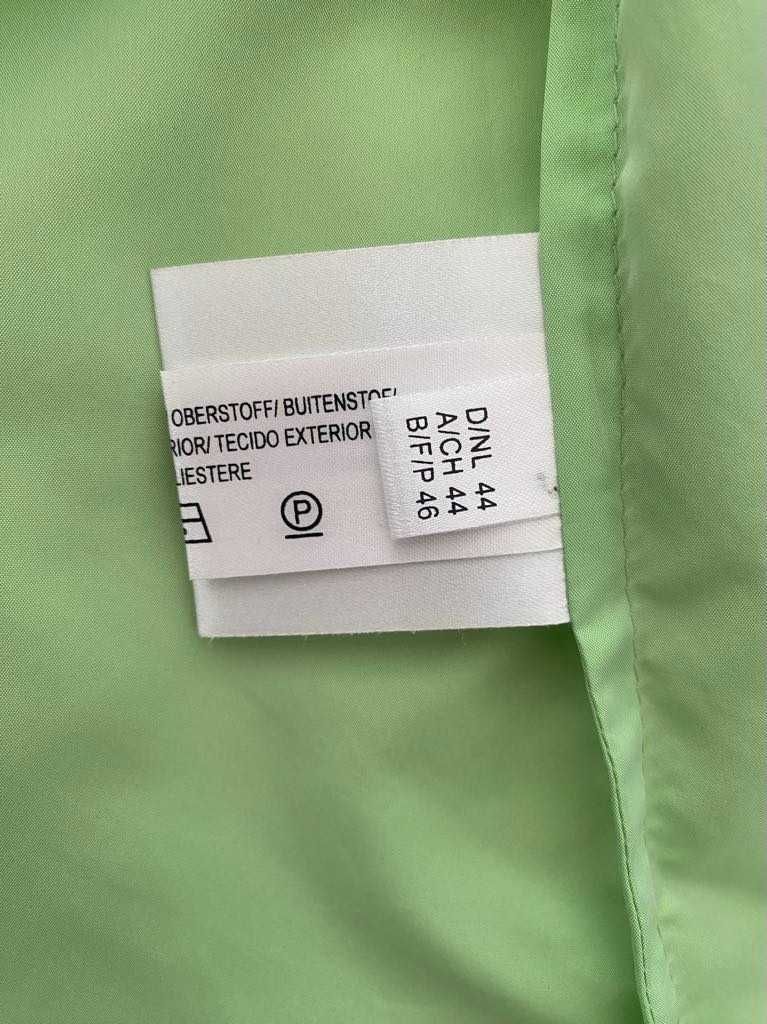 OBERSTOFF/ BUITENSTOF/
RIOR/ TECIDO EXTERIOR
LIESTERE
P
D/NL 44
A/CH 44
B/F/P 46